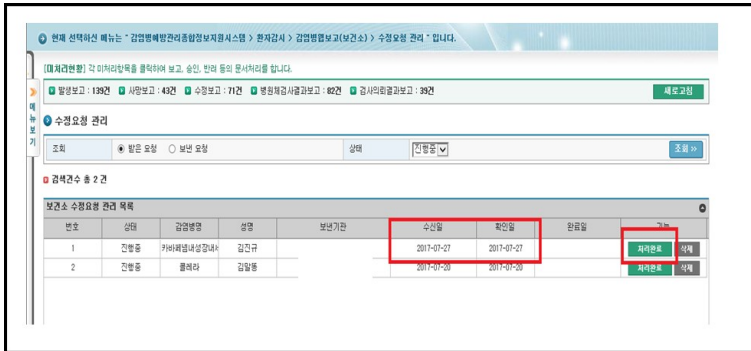 현재 선택하신 메뉴는 " 감염병예방관리종합정보지원시스템 > 환자감시 > 감염병웹보고(보건소) > 수정요청 관리 " 입니다.
[미처리현황] 각 미처리항목을 클릭하여 보고, 승인, 반려 등의 문서처리를 합니다.
발생보고 : 139건 사망보고 : 43건 수정보고 : 71건 병원체검사결과보고 : 82건 검사의뢰결과보고 : 39건 새로고침
메뉴보기
수정요청 관리
조회 받은 요청 보낸 요청 상태 진행중 조회 »
검색건수 총 2 건
보건소 수정요청 관리 목록
번호 상태 감염병명 성명 보낸기관 수신일 확인일 완료일 기능
1 진행중 카바페넴내성장내 김진규 2017-07-27 2017-07-27 처리완료 삭제
2 진행중 콜레라 김말똥 2017-07-20 2017-07-20 처리완료 삭제